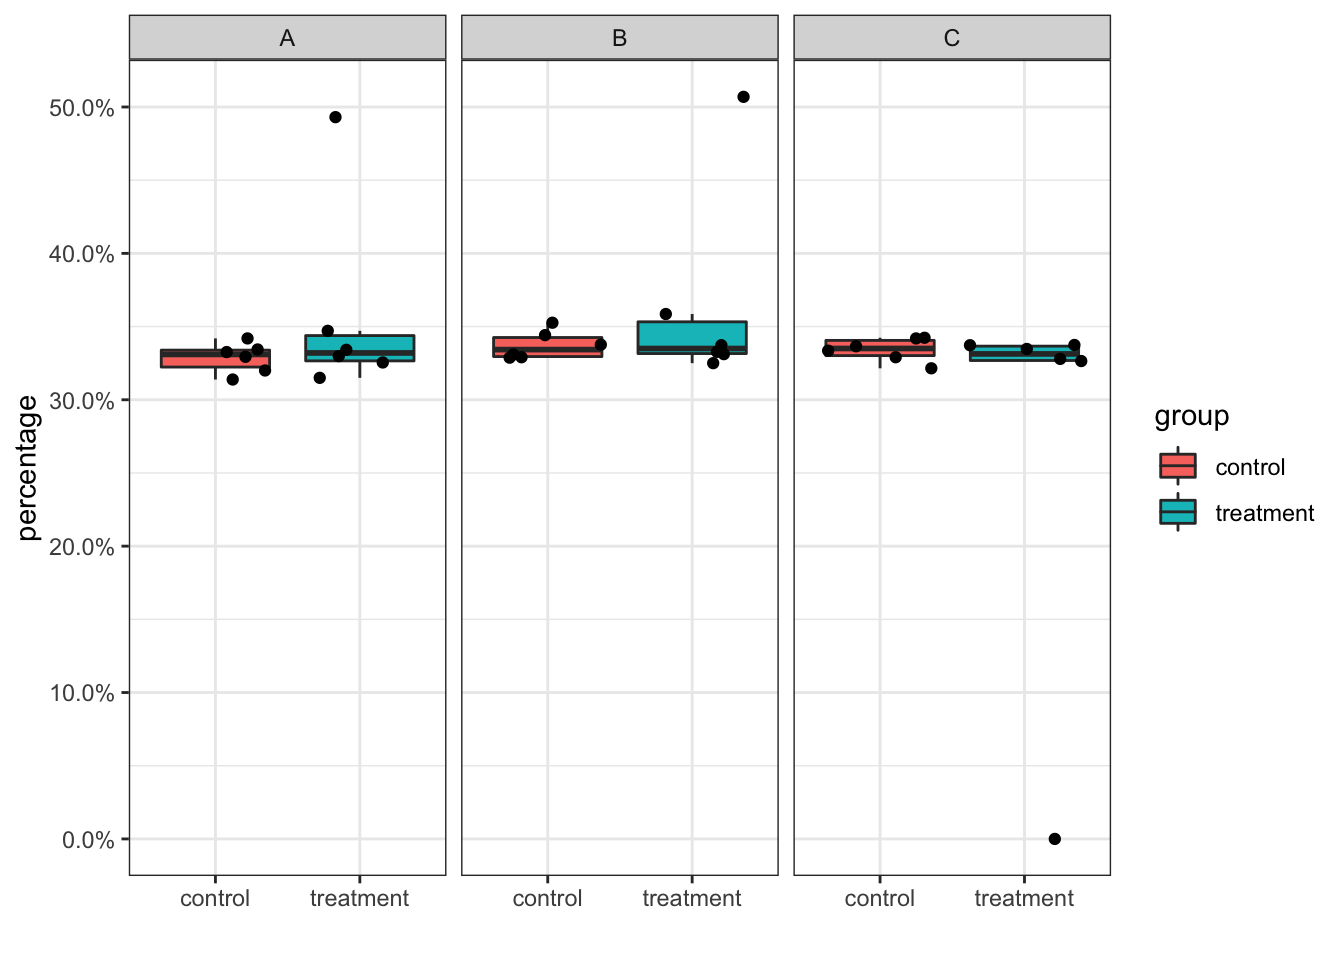 A
B
C
50.0%
40.0%
30.0%
20.0%
10.0%
0.0%
percentage
control
treatment
control
treatment
control
treatment
group
control
treatment